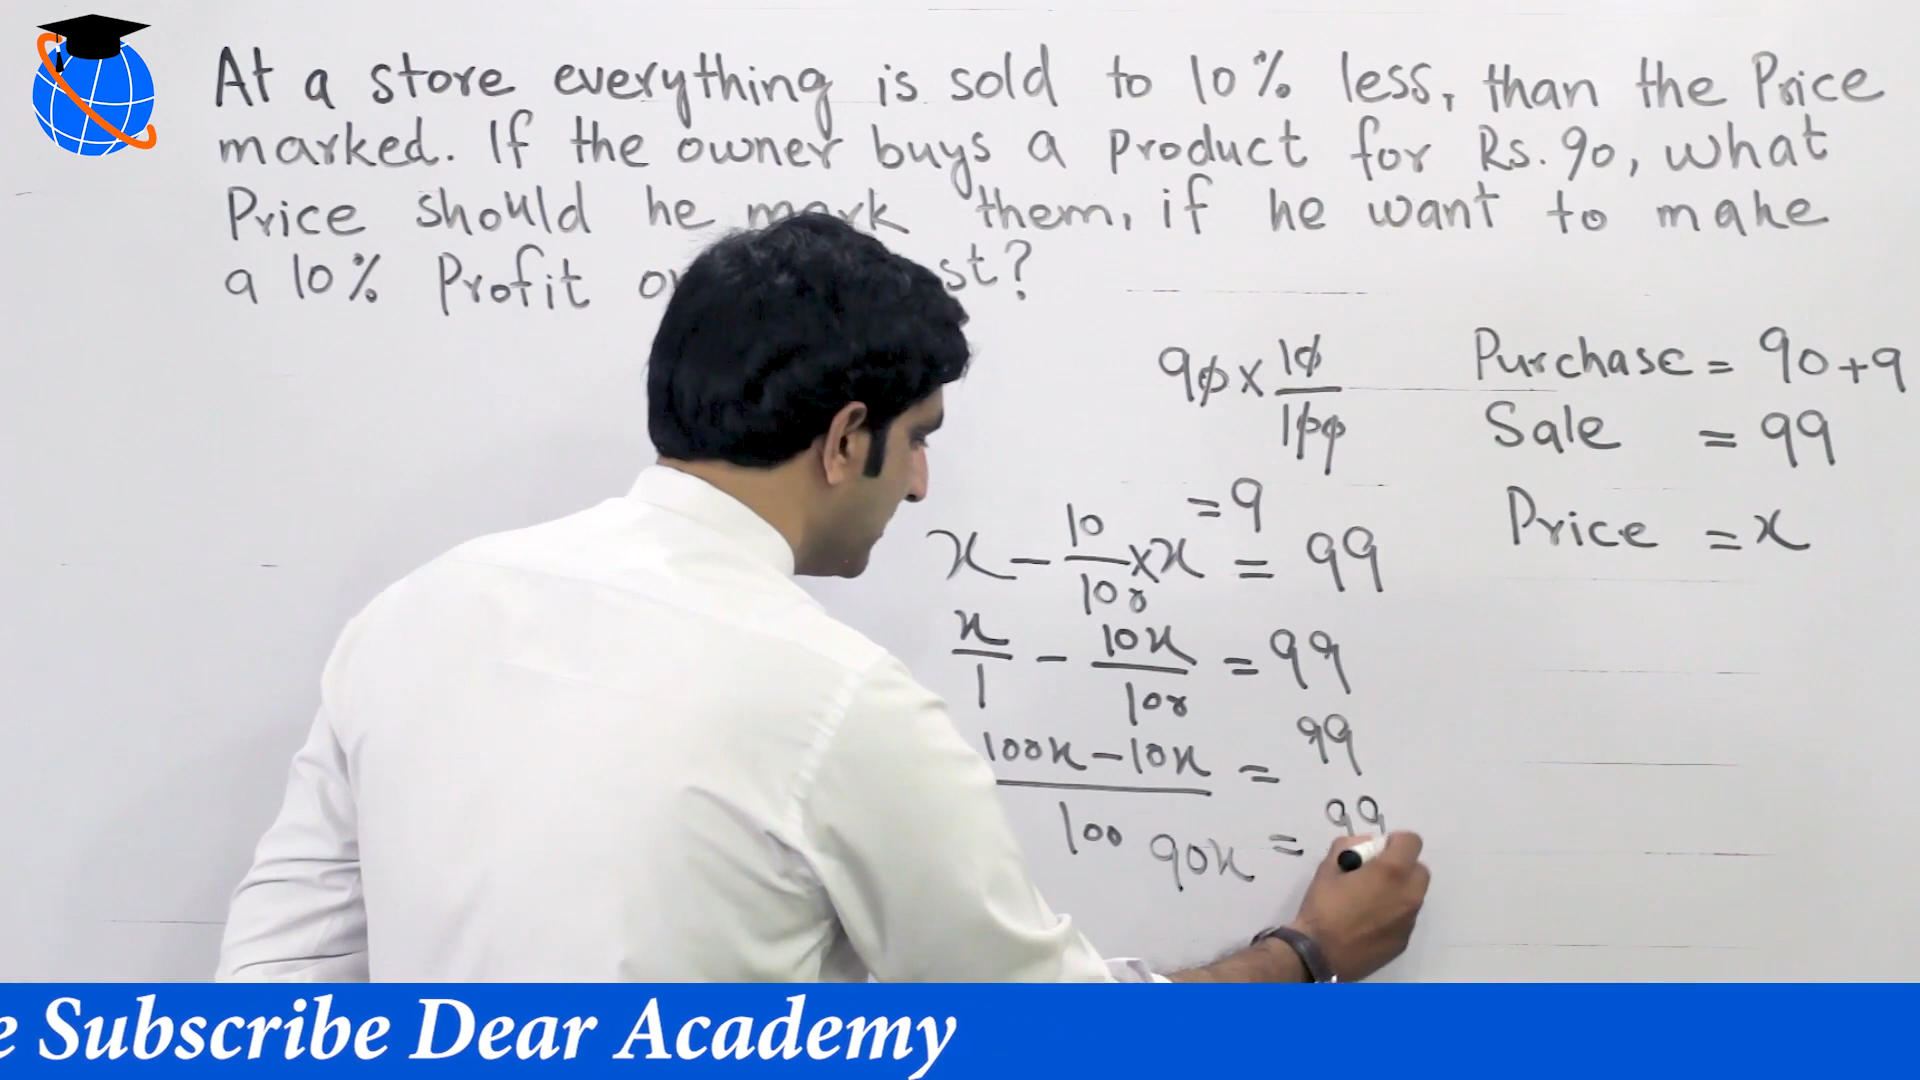 At a store everything is sold to 10% less, than the Price
marked. If the owner buys a Product for Rs. 90, what
Price should he mark them, if he want to make
a 10% Profit st?
90 × 10/100
= 9
Purchase = 90 + 9
Sale = 99
Price = x
x - 10/100 × x = 99
x/1 - 10x/100 = 99
100x - 10x / 100 = 99
90x = 99
e Subscribe Dear Academy